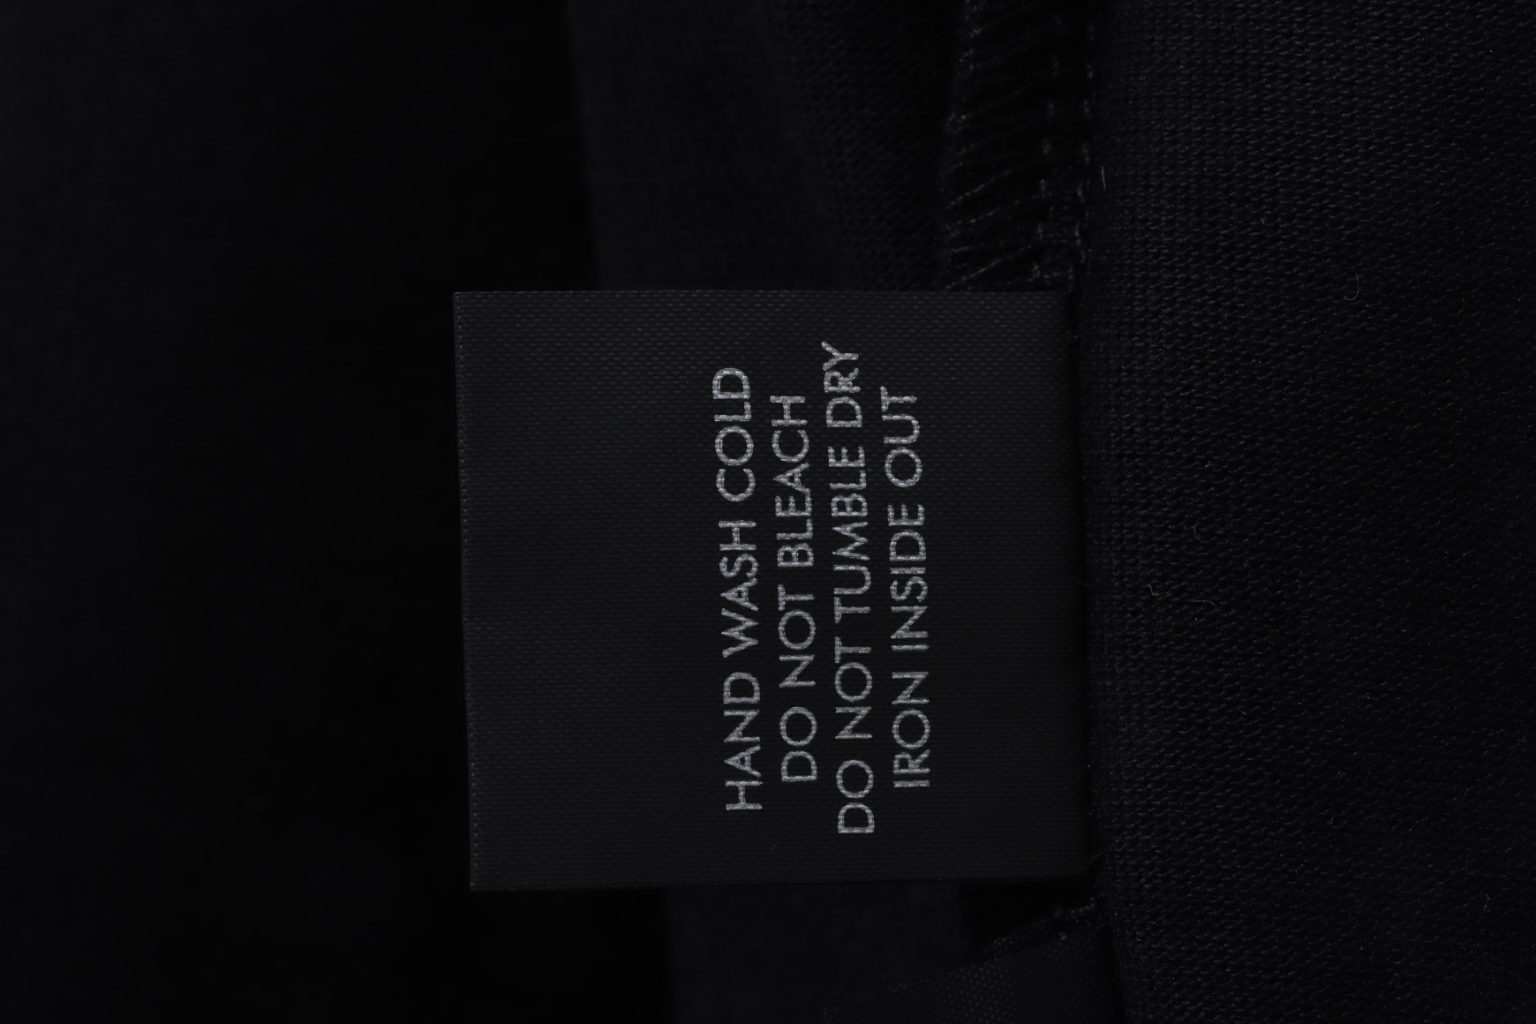 HAND WASH COLD
DO NOT BLEACH
DO NOT TUMBLE DRY
IRON INSIDE OUT